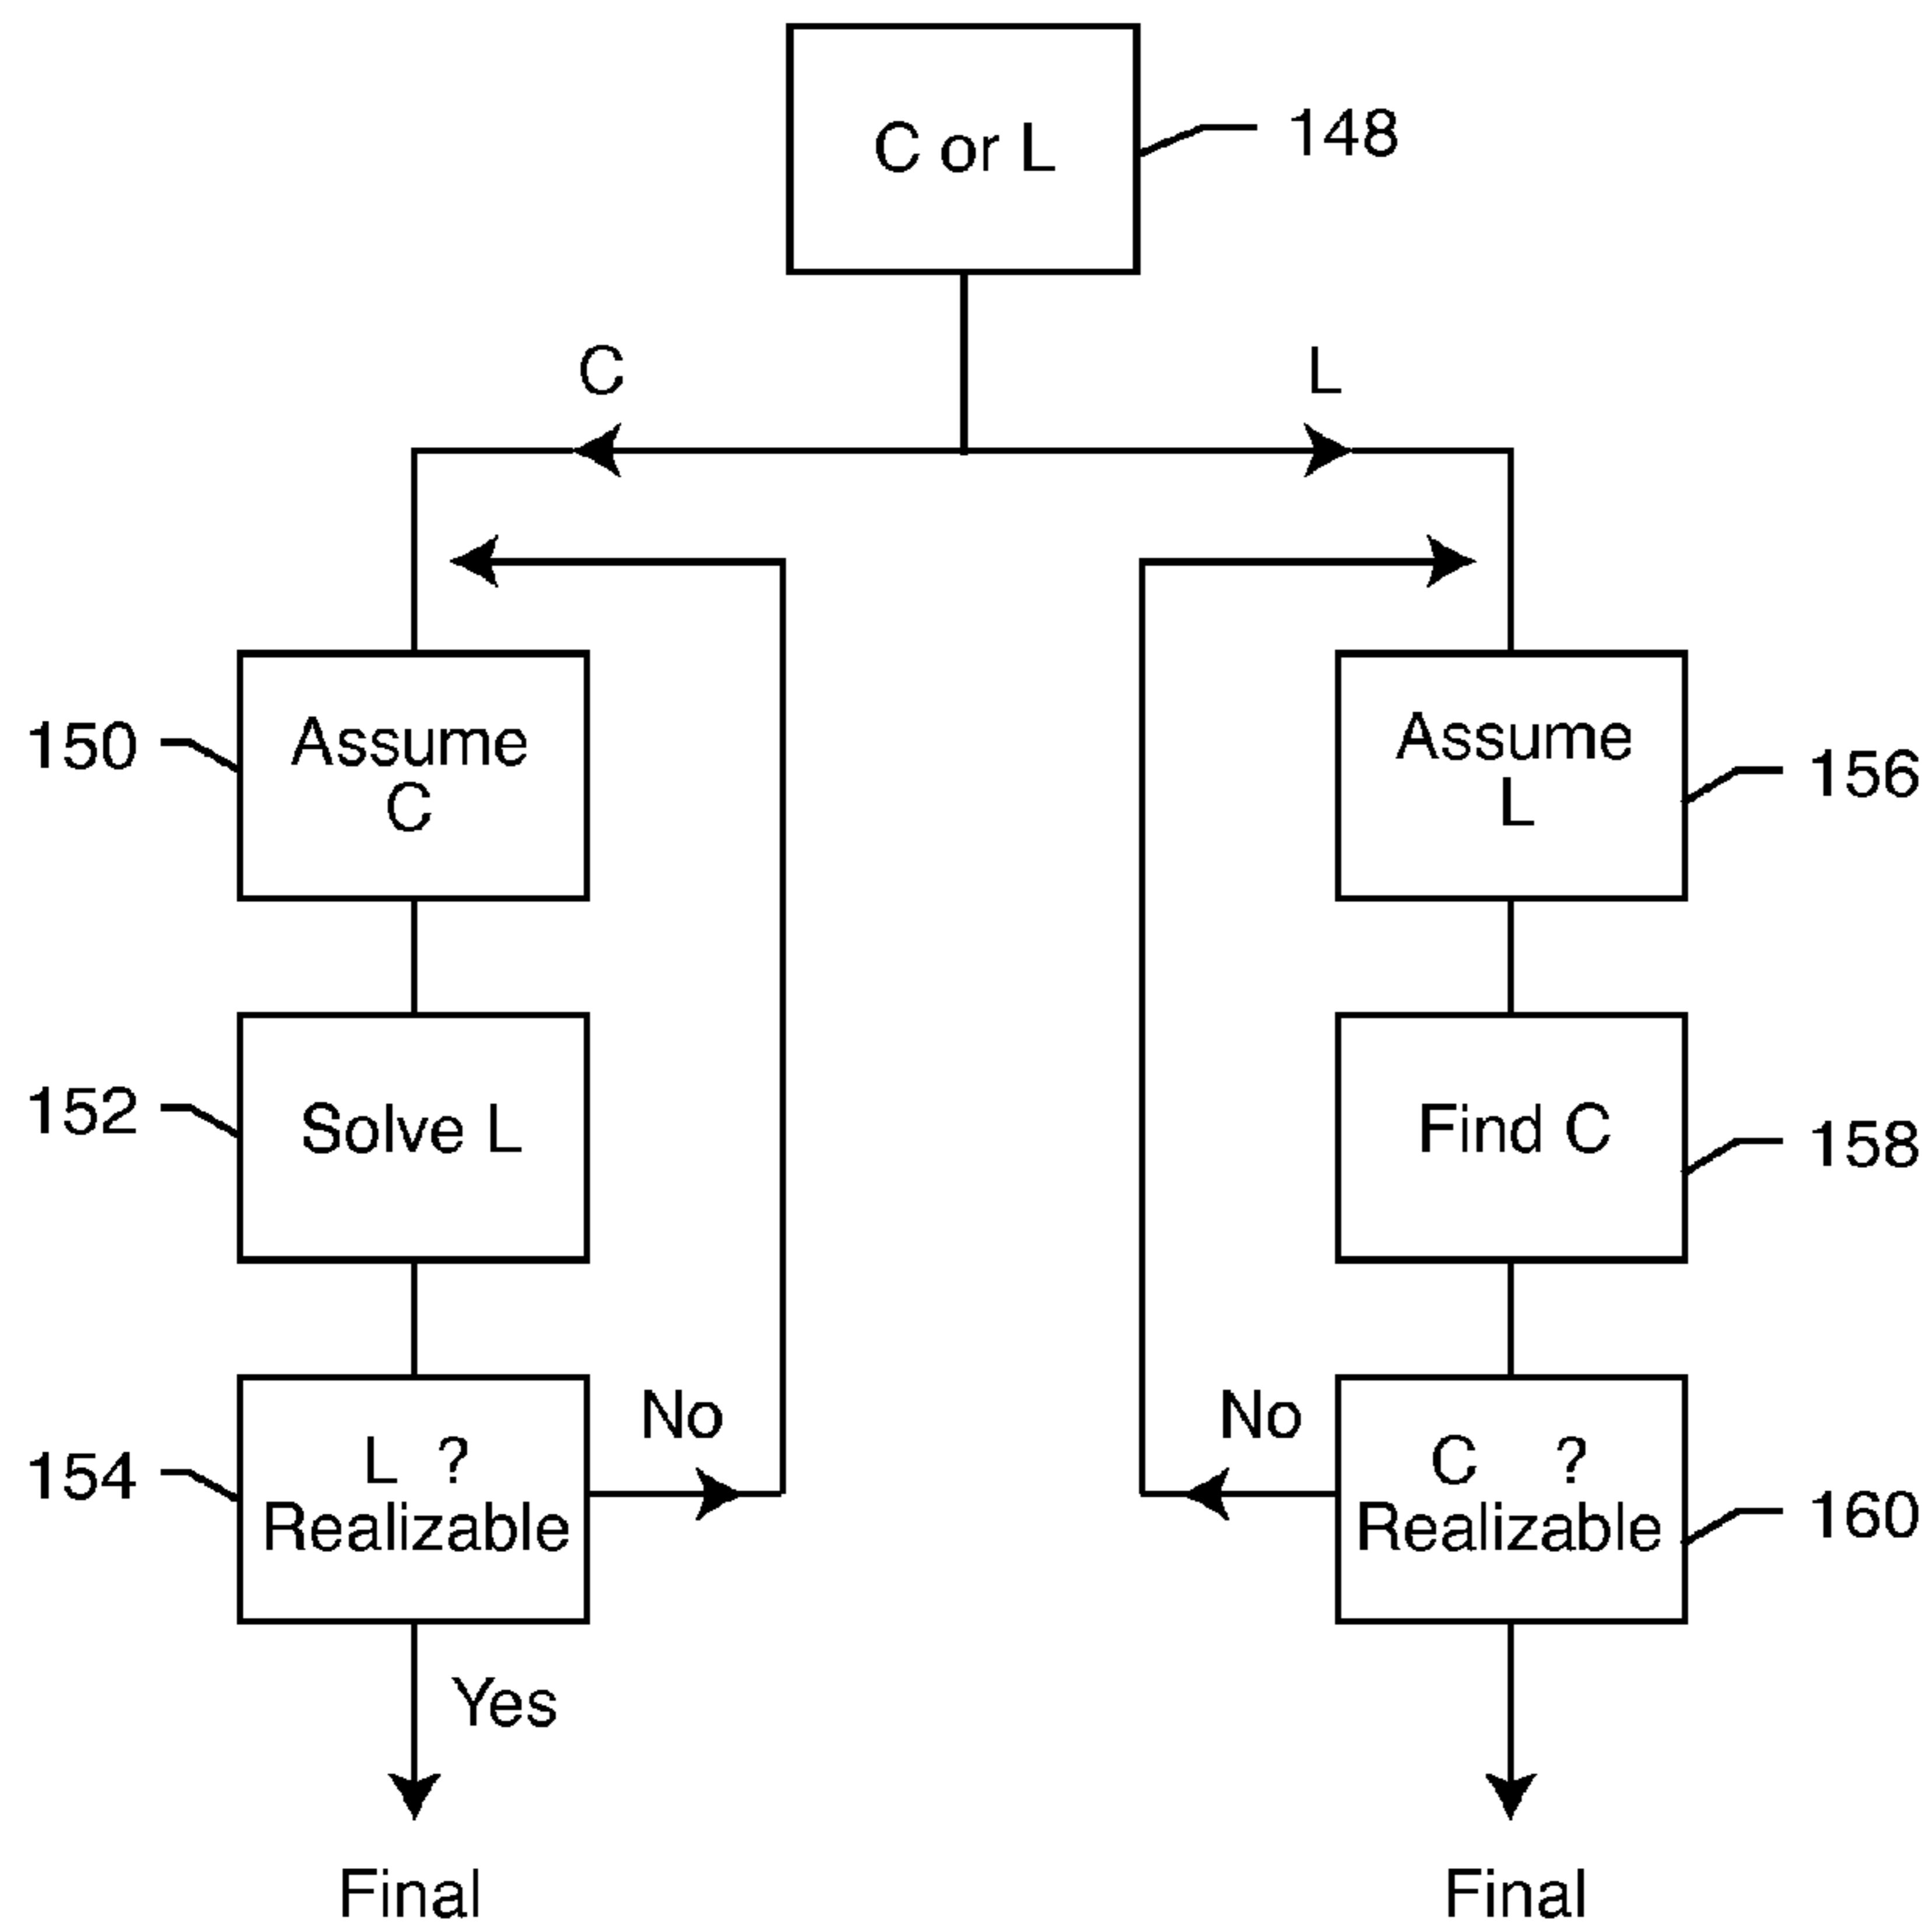 C or L
148
C
L
150
Assume
C
Assume
L
156
152
Solve L
Find C
158
154
L ?
Realizable
No
No
C ?
Realizable
160
Yes
Final
Final